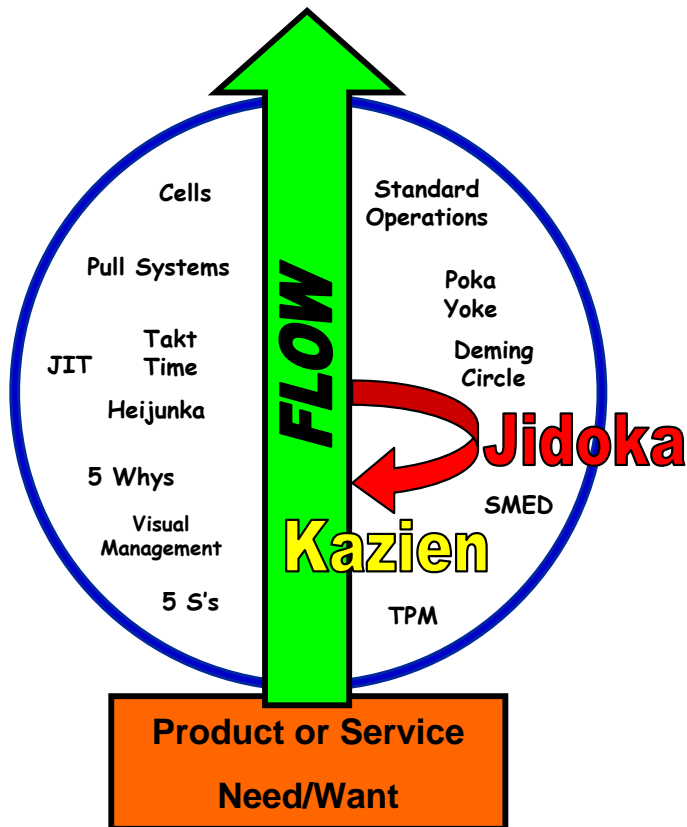 Cells
Pull Systems
JIT
Takt
Time
Heijunka
5 Whys
Visual
Management
5 S's
FLOW
Standard
Operations
Poka
Yoke
Deming
Circle
Jidoka
SMED
Kazien
TPM
Product or Service
Need/Want